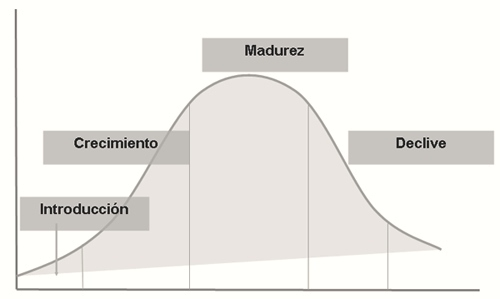 Madurez
Crecimiento
Declive
Introducción